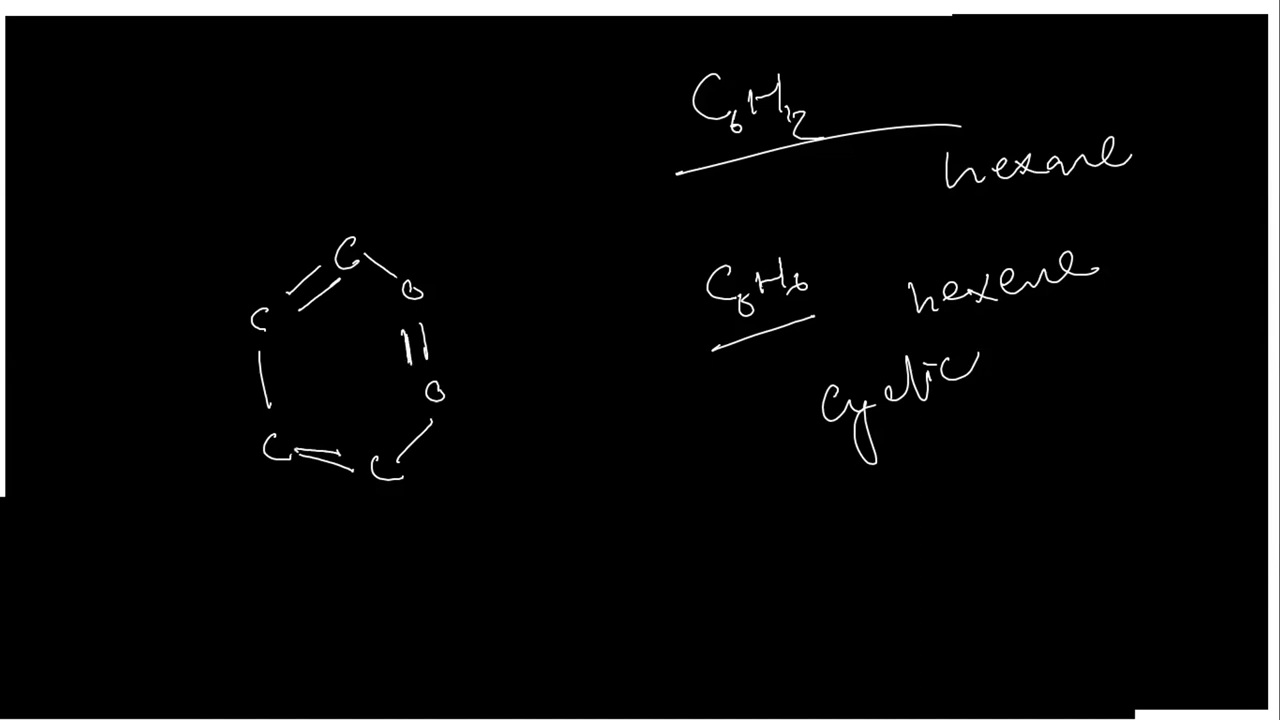 C₆H₁₂
hexane
C₆H₆ hexene
cyclic
C
C C
C
C C